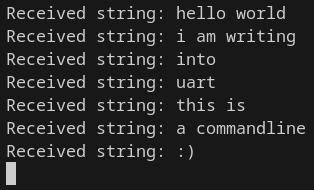 Received string: hello world
Received string: i am writing
Received string: into
Received string: uart
Received string: this is
Received string: a commandline
Received string: :)